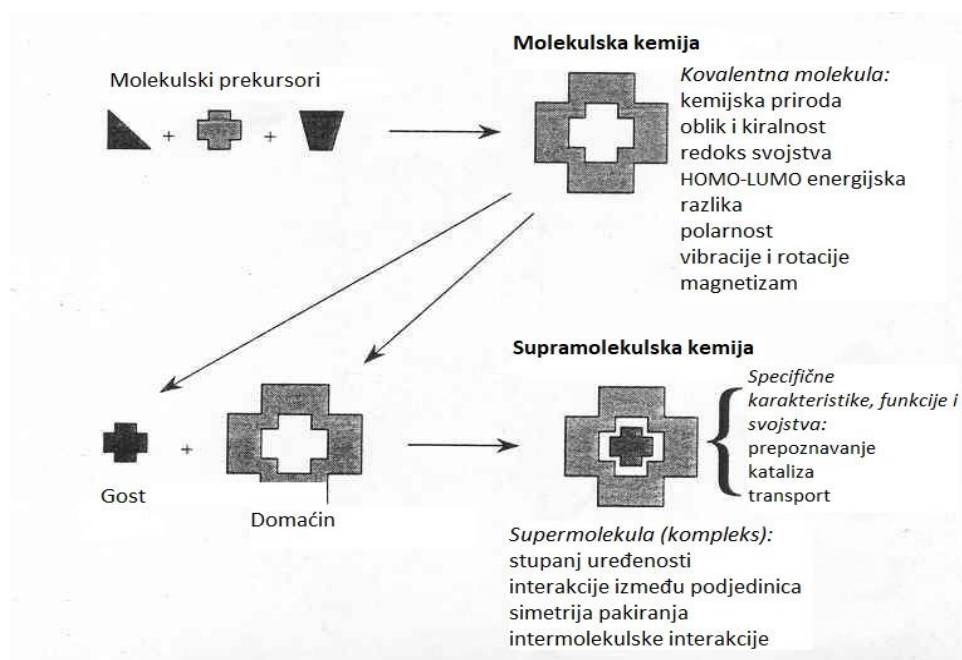 Molekulska kemija
Molekulski prekursori
+
+
Kovalentna molekula:
kemijska priroda
oblik i kiralnost
redoks svojstva
HOMO-LUMO energijska
razlika
polarnost
vibracije i rotacije
magnetizam
Supramolekulska kemija
Gost
+
Domaćin
Specifične
karakteristike, funkcije i
svojstva:
prepoznavanje
kataliza
transport
Supermolekula (kompleks):
stupanj uređenosti
interakcije između podjedinica
simetrija pakiranja
intermolekulske interakcije